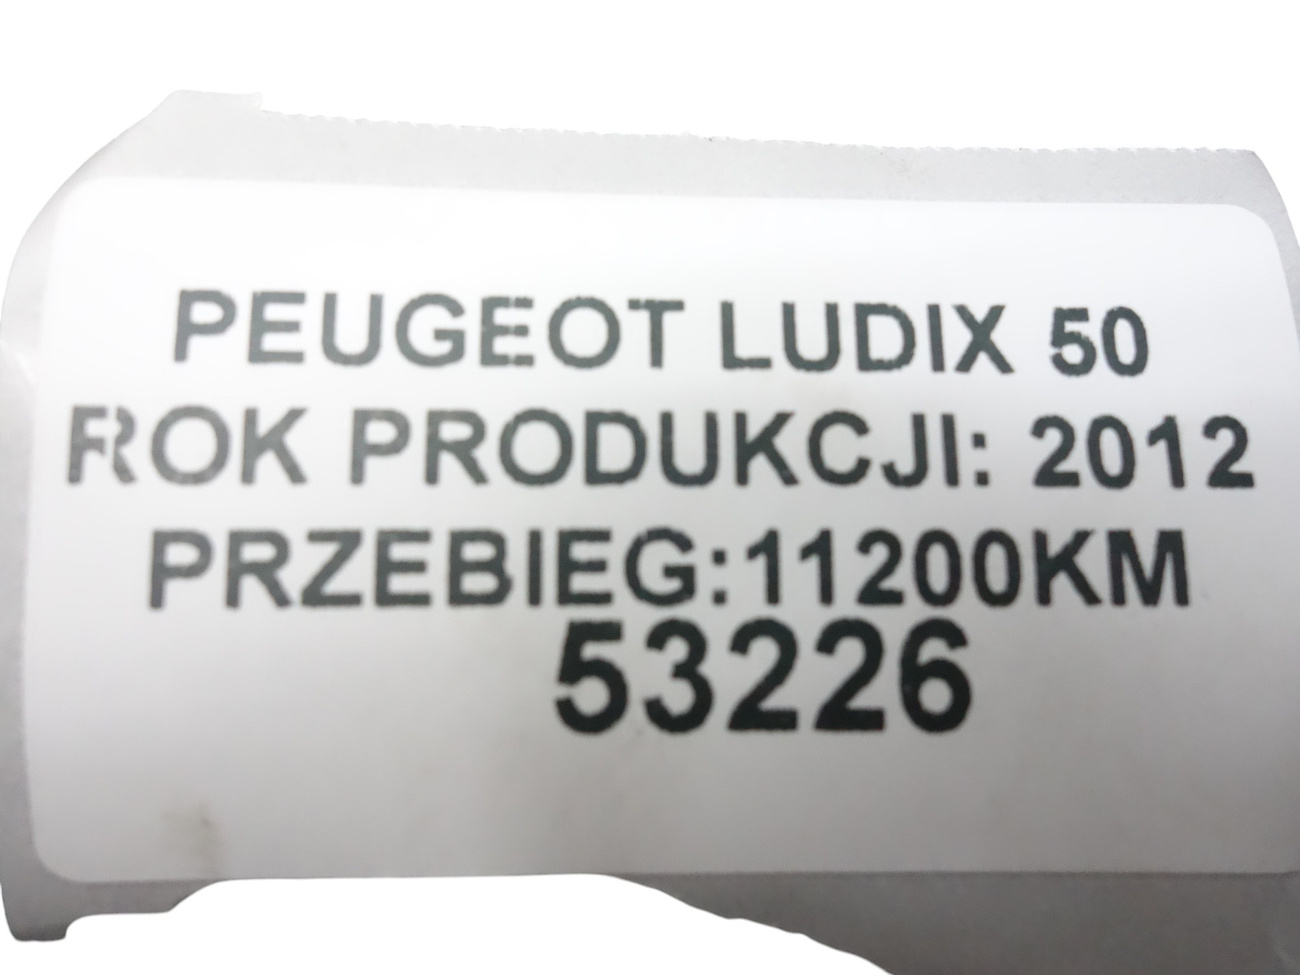 PEUGEOT LUDIX 50
ROK PRODUKCJI: 2012
PRZEBIEG:11200KM
53226